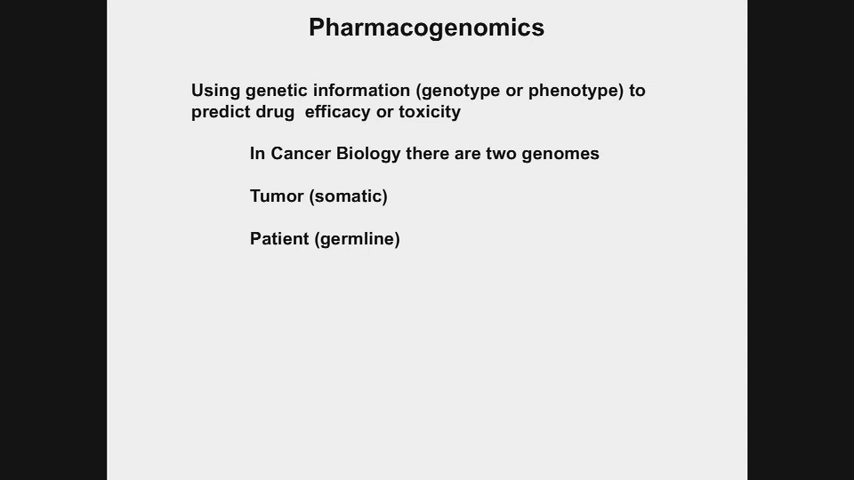 Pharmacogenomics
Using genetic information (genotype or phenotype) to
predict drug  efficacy or toxicity
In Cancer Biology there are two genomes
Tumor (somatic)
Patient (germline)